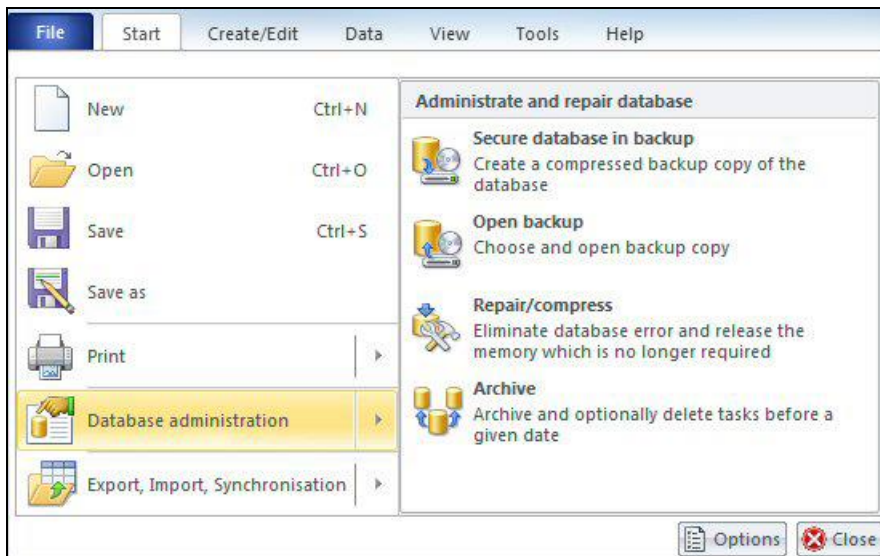 File Start Create/Edit Data View Tools Help
New Ctrl+N
Open Ctrl+O
Save Ctrl+S
Save as
Print
Database administration
Export, Import, Synchronisation
Administrate and repair database
Secure database in backup
Create a compressed backup copy of the
database
Open backup
Choose and open backup copy
Repair/compress
Eliminate database error and release the
memory which is no longer required
Archive
Archive and optionally delete tasks before a
given date
Options Close